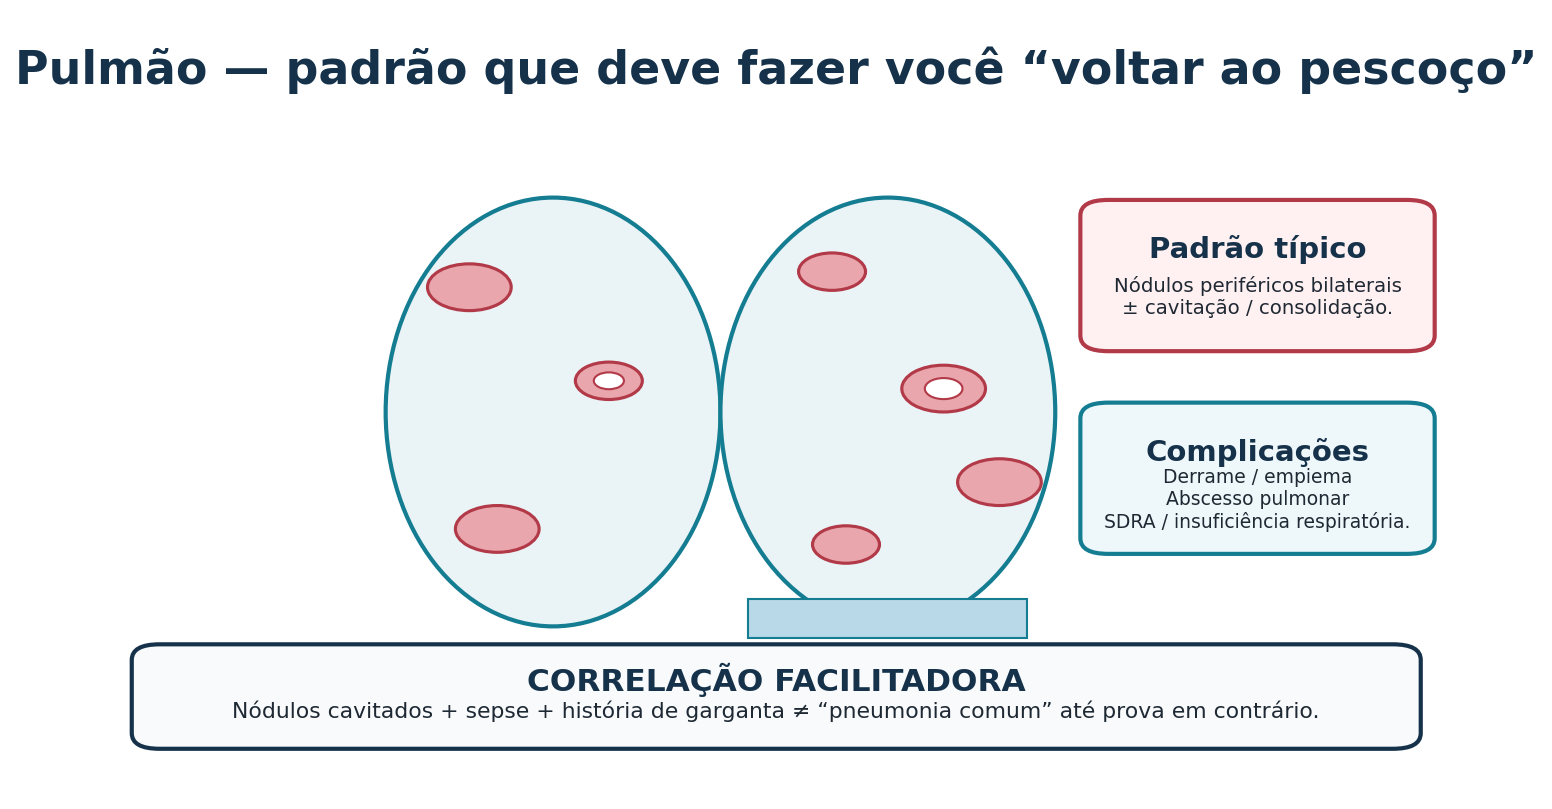 Pulmão — padrão que deve fazer você “voltar ao pescoço”
Padrão típico
Nódulos periféricos bilaterais
± cavitação / consolidação.
Complicações
Derrame / empiema
Abscesso pulmonar
SDRA / insuficiência respiratória.
CORRELAÇÃO FACILITADORA
Nódulos cavitados + sepse + história de garganta ≠ “pneumonia comum” até prova em contrário.